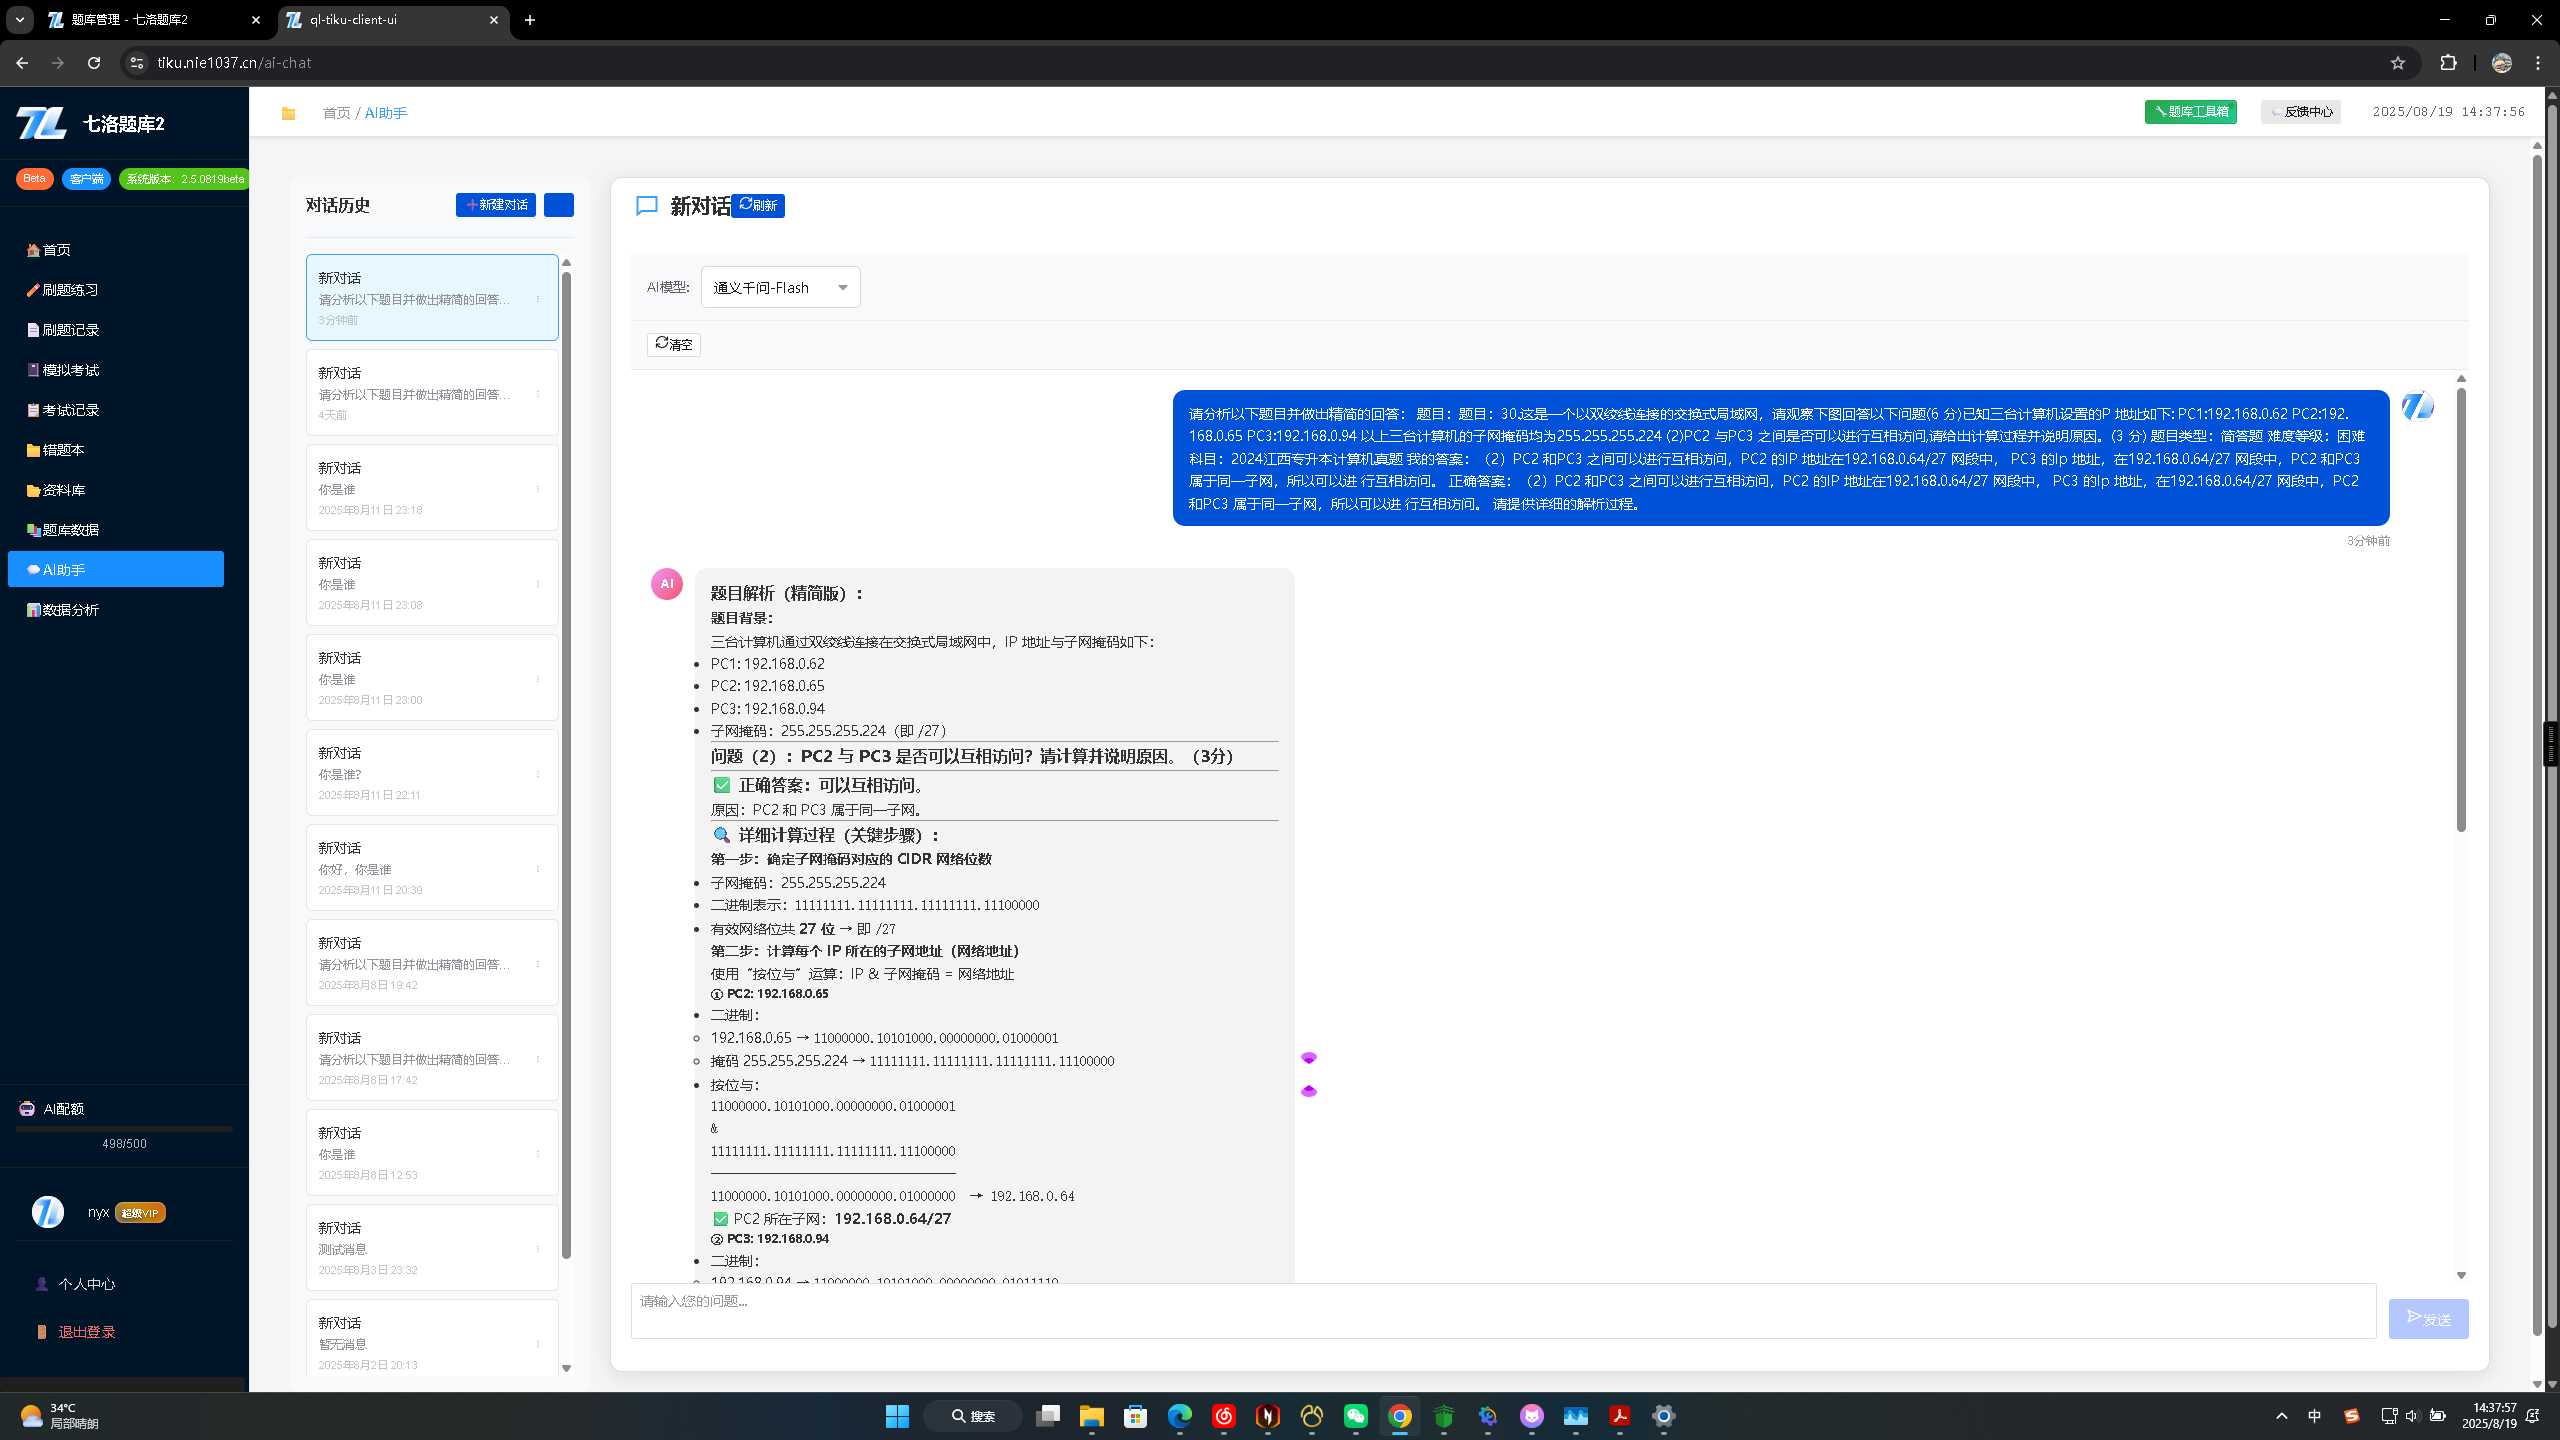 题库管理 - 七洛题库2
ql-tiku-client-ui
tiku.nie1037.cn/ai-chat
七洛题库2
Beta 客户端 系统版本：2.5.0819beta
首页
刷题练习
刷题记录
模拟考试
考试记录
错题本
资料库
题库数据
AI助手
数据分析
AI配额
498/500
nyx 超级VIP
个人中心
退出登录
首页 / AI助手
题库工具箱
反馈中心
2025/08/19 14:37:56
对话历史
新建对话
新对话
请分析以下题目并做出精简的回答...
3分钟前
新对话
请分析以下题目并做出精简的回答...
4天前
新对话
你是谁
2025年8月11日 23:18
新对话
你是谁
2025年8月11日 23:08
新对话
你是谁
2025年8月11日 23:00
新对话
你是谁?
2025年8月11日 22:11
新对话
你好，你是谁
2025年8月11日 20:39
新对话
请分析以下题目并做出精简的回答...
2025年8月8日 19:42
新对话
请分析以下题目并做出精简的回答...
2025年8月8日 17:42
新对话
你是谁
2025年8月8日 12:53
新对话
测试消息
2025年8月3日 23:32
新对话
暂无消息
2025年8月2日 20:13
新对话
刷新
AI模型:
通义千问-Flash
清空
请分析以下题目并做出精简的回答： 题目：题目：30.这是一个以双绞线连接的交换式局域网，请观察下图回答以下问题(6 分)已知三台计算机设置的P 地址如下: PC1:192.168.0.62 PC2:192.
168.0.65 PC3:192.168.0.94 以上三台计算机的子网掩码均为255.255.255.224 (2)PC2 与PC3 之间是否可以进行互相访问,请给出计算过程并说明原因。(3 分) 题目类型：简答题 难度等级：困难
科目：2024江西专升本计算机真题 我的答案：（2）PC2 和PC3 之间可以进行互相访问，PC2 的IP 地址在192.168.0.64/27 网段中， PC3 的Ip 地址，在192.168.0.64/27 网段中，PC2 和PC3
属于同一子网，所以可以进 行互相访问。 正确答案：（2）PC2 和PC3 之间可以进行互相访问，PC2 的IP 地址在192.168.0.64/27 网段中， PC3 的Ip 地址，在192.168.0.64/27 网段中，PC2
和PC3 属于同一子网，所以可以进 行互相访问。 请提供详细的解析过程。
3分钟前
AI
题目解析（精简版）：
题目背景：
三台计算机通过双绞线连接在交换式局域网中，IP 地址与子网掩码如下：
PC1: 192.168.0.62
PC2: 192.168.0.65
PC3: 192.168.0.94
子网掩码：255.255.255.224（即 /27）
问题（2）：PC2 与 PC3 是否可以互相访问？请计算并说明原因。（3分）
✅ 正确答案：可以互相访问。
原因：PC2 和 PC3 属于同一子网。
🔍 详细计算过程（关键步骤）：
第一步：确定子网掩码对应的 CIDR 网络位数
子网掩码：255.255.255.224
二进制表示：11111111.11111111.11111111.11100000
有效网络位共 27 位 → 即 /27
第二步：计算每个 IP 所在的子网地址（网络地址）
使用“按位与”运算：IP & 子网掩码 = 网络地址
① PC2: 192.168.0.65
二进制：
192.168.0.65 → 11000000.10101000.00000000.01000001
掩码 255.255.255.224 → 11111111.11111111.11111111.11100000
按位与：
11000000.10101000.00000000.01000001
&
11111111.11111111.11111111.11100000
───────────────────────────────────
11000000.10101000.00000000.01000000 → 192.168.0.64
✅ PC2 所在子网：192.168.0.64/27
② PC3: 192.168.0.94
二进制：
192.168.0.94 → 11000000.10101000.00000000.01011110
请输入您的问题...
发送
34°C
局部晴朗
搜索
中
14:37:57
2025/8/19